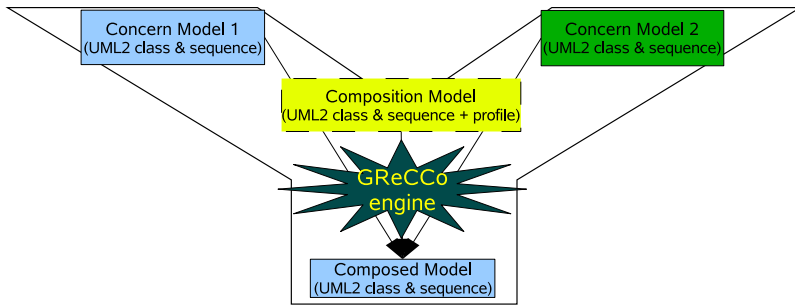 Concern Model 1
(UML2 class & sequence)
Concern Model 2
(UML2 class & sequence)
Composition Model
(UML2 class & sequence + profile)
GReCCo
engine
Composed Model
(UML2 class & sequence)